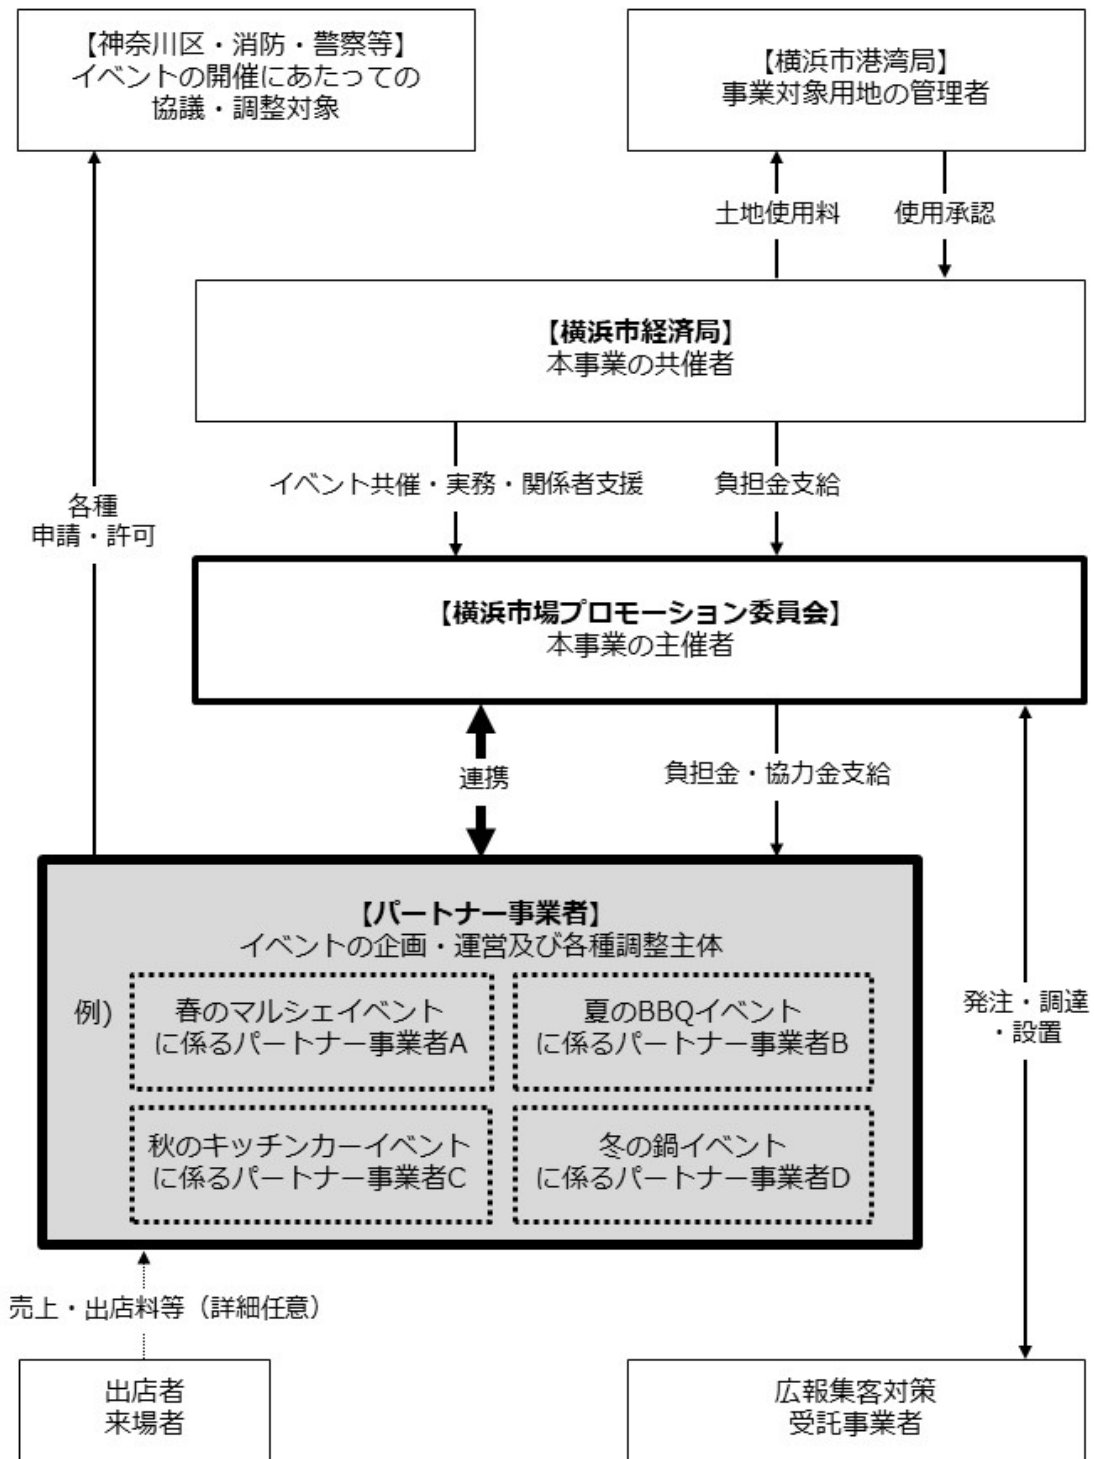 【神奈川区・消防・警察等】
イベントの開催にあたっての
協議・調整対象
【横浜市港湾局】
事業対象用地の管理者
土地使用料
使用承認
【横浜市経済局】
本事業の共催者
イベント共催・実務・関係者支援
負担金支給
各種
申請・許可
【横浜市場プロモーション委員会】
本事業の主催者
連携
負担金・協力金支給
【パートナー事業者】
イベントの企画・運営及び各種調整主体
例)
春のマルシェイベント
に係るパートナー事業者A
夏のBBQイベント
に係るパートナー事業者B
秋のキッチンカーイベント
に係るパートナー事業者C
冬の鍋イベント
に係るパートナー事業者D
発注・調達
・設置
売上・出店料等（詳細任意）
出店者
来場者
広報集客対策
受託事業者